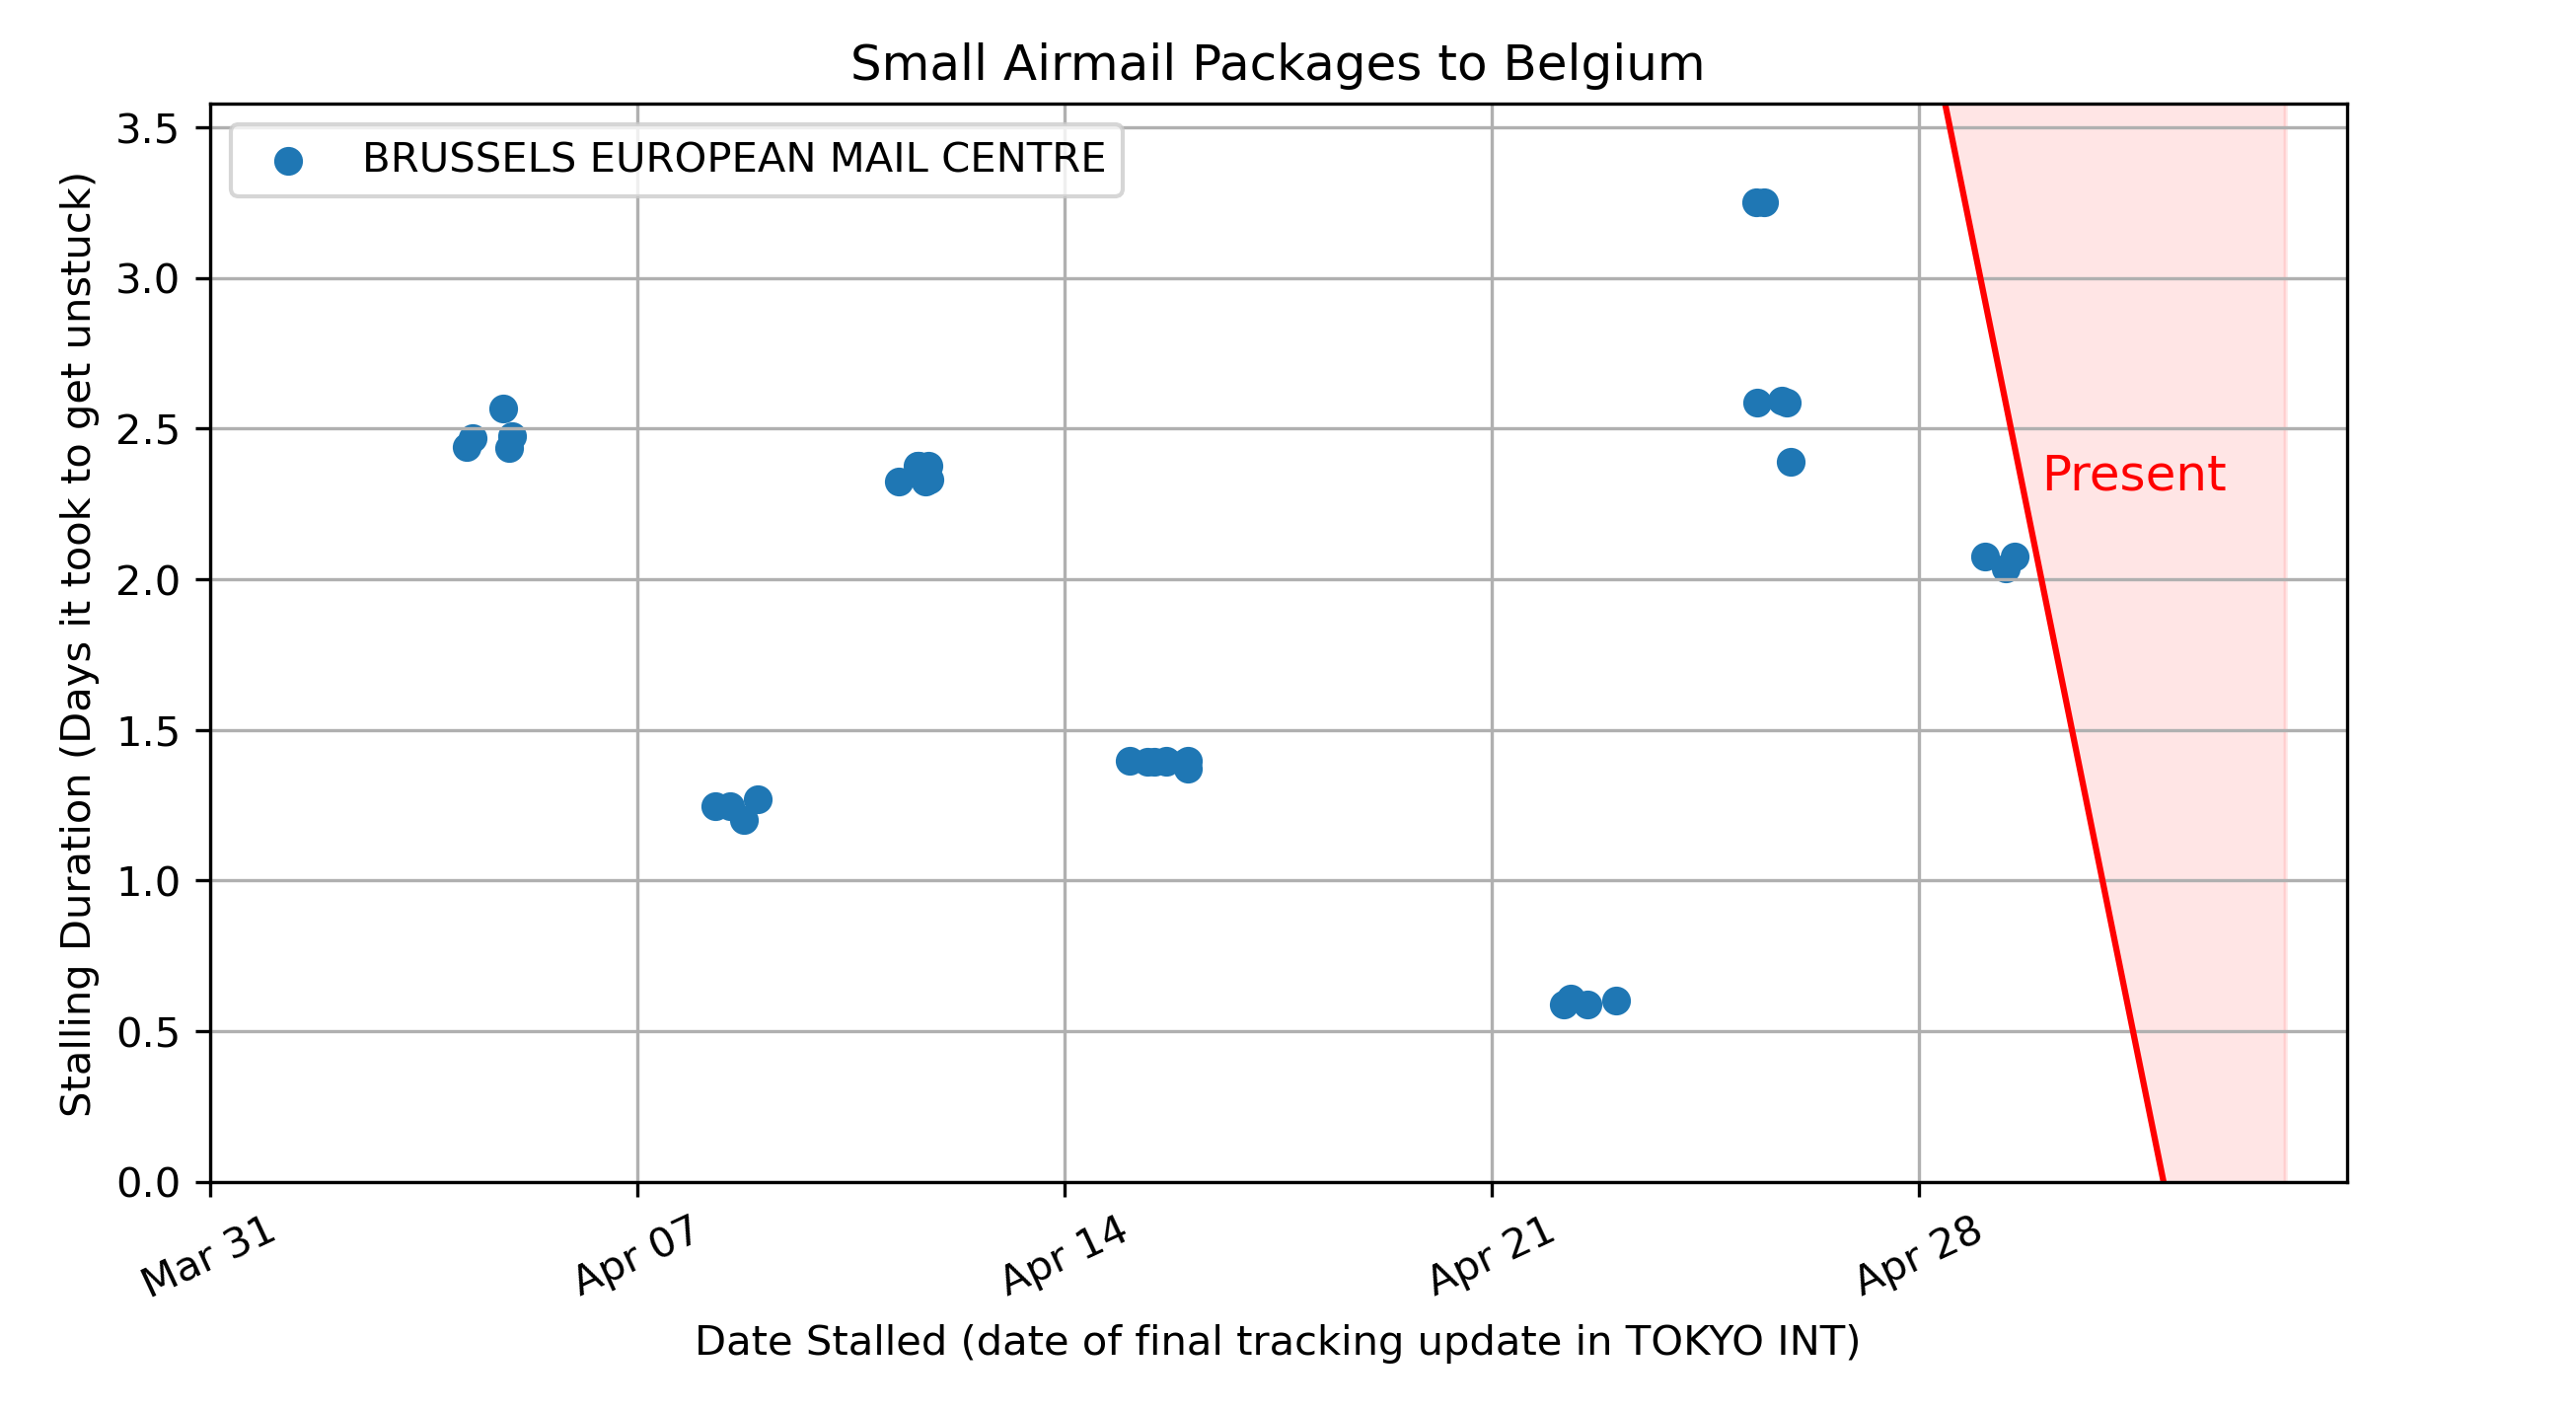 Small Airmail Packages to Belgium
BRUSSELS EUROPEAN MAIL CENTRE
Stalling Duration (Days it took to get unstuck)
3.5
3.0
2.5
2.0
1.5
1.0
0.5
0.0
Present
Mar 31
Apr 07
Apr 14
Apr 21
Apr 28
Date Stalled (date of final tracking update in TOKYO INT)